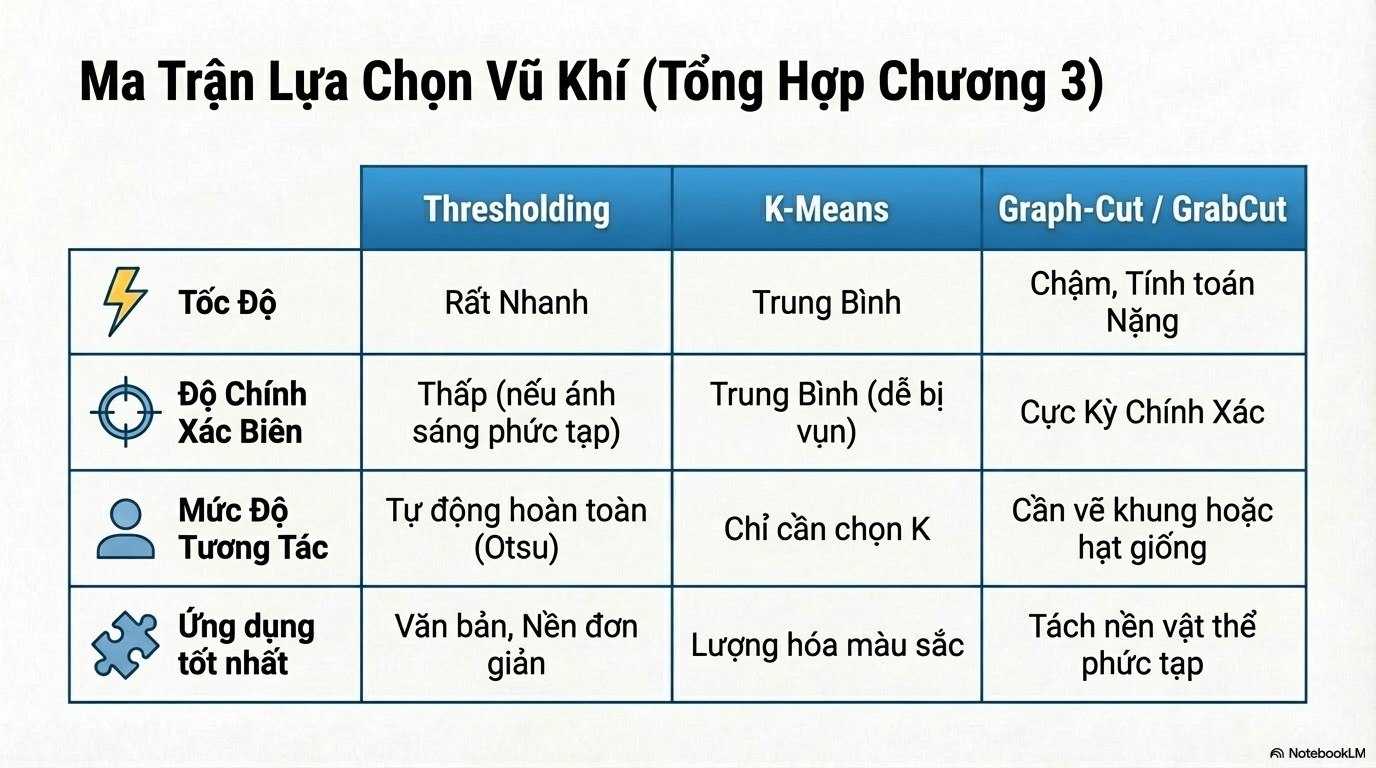 Ma Trận Lựa Chọn Vũ Khí (Tổng Hợp Chương 3)
Thresholding
K-Means
Graph-Cut / GrabCut
Tốc Độ
Rất Nhanh
Trung Bình
Chậm, Tính toán
Nặng
Độ Chính
Xác Biên
Thấp (nếu ánh
sáng phức tạp)
Trung Bình (dễ bị
vụn)
Cực Kỳ Chính Xác
Mức Độ
Tương Tác
Tự động hoàn toàn
(Otsu)
Chỉ cần chọn K
Cần vẽ khung hoặc
hạt giống
Ứng dụng
tốt nhất
Văn bản, Nền đơn
giản
Lượng hóa màu sắc
Tách nền vật thể
phức tạp
NotebookLM